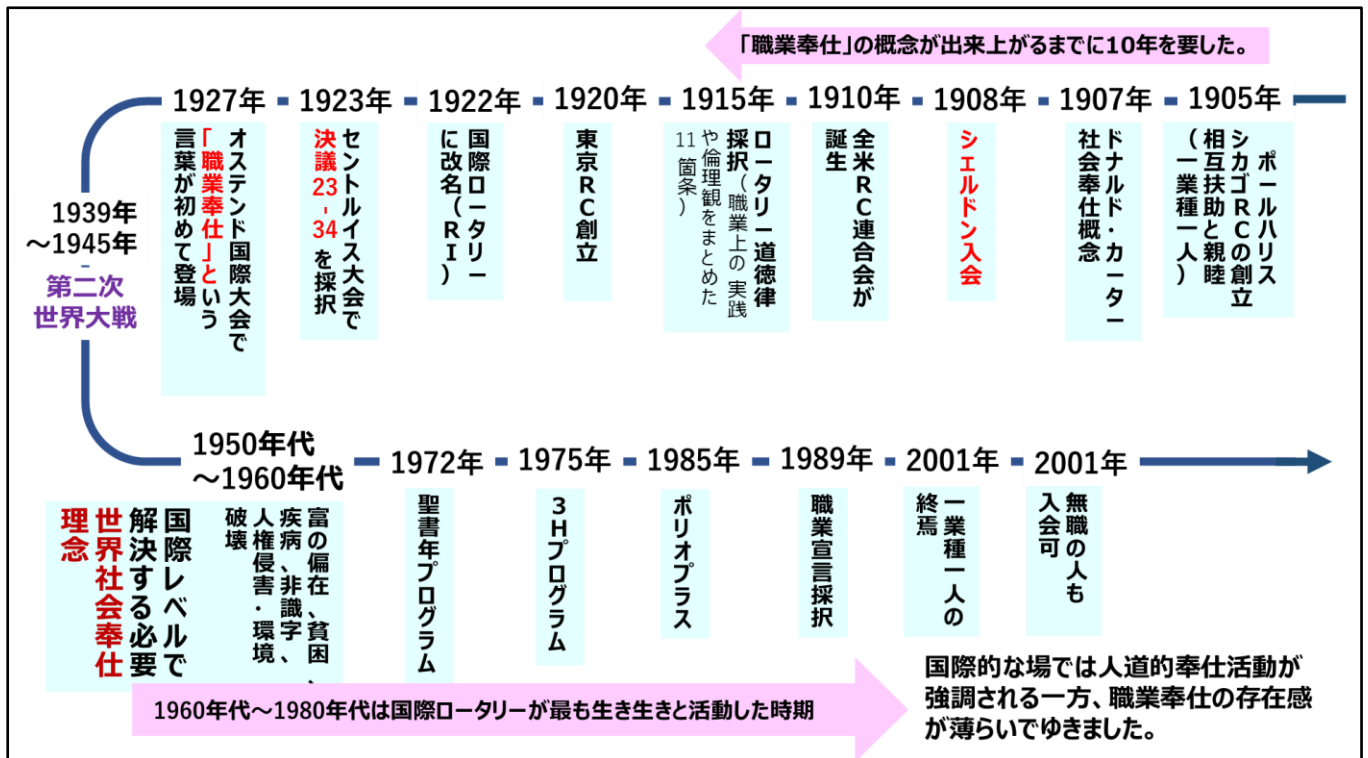 「職業奉仕」の概念が出来上がるまでに10年を要した。
1905年
ポールハリス
シカゴRCの創立
相互扶助と親睦
（一業種一人）
1907年
ドナルド・カーター
社会奉仕概念
1908年
シェルドン入会
1910年
全米RC連合会が
誕生
1915年
ロータリー道徳律
採択（職業上の実践
や倫理観をまとめた
11箇条）
1920年
東京RC創立
1922年
国際ロータリー
に改名（RI）
1923年
セントルイス大会で
決議23-34を採択
1927年
オステンド国際大会で
「職業奉仕」という
言葉が初めて登場
1939年
～1945年
第二次
世界大戦
1950年代
～1960年代
富の偏在、貧困、
疾病、非識字、
人権侵害・環境
破壊
国際レベルで
解決する必要
世界社会奉仕
理念
1972年
聖書年プログラム
1975年
3Hプログラム
1985年
ポリオプラス
1989年
職業宣言採択
2001年
一業種一人の
終焉
2001年
無職の人も
入会可
1960年代～1980年代は国際ロータリーが最も生き生きと活動した時期
国際的な場では人道的奉仕活動が
強調される一方、職業奉仕の存在感
が薄らいでゆきました。